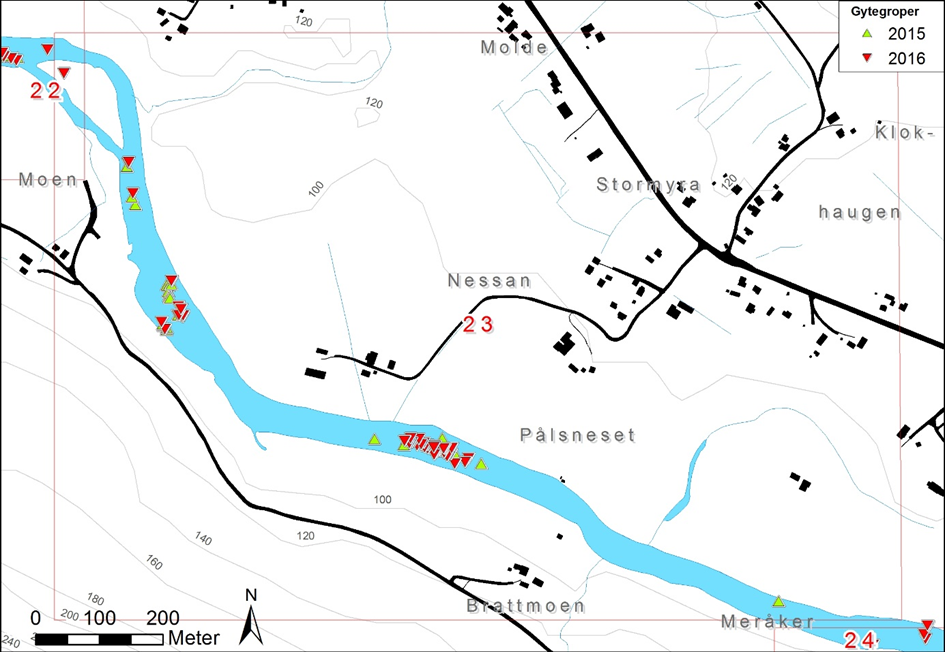 Gytegroper
2015
2016
120
Molde
22
120
Klok-
Moen
100
Stormyra
120
haugen
Nessan
23
Pålsneset
100
120
140
160
180
200
240
Brattmoen
Meråker
24
N
0 100 200
Meter